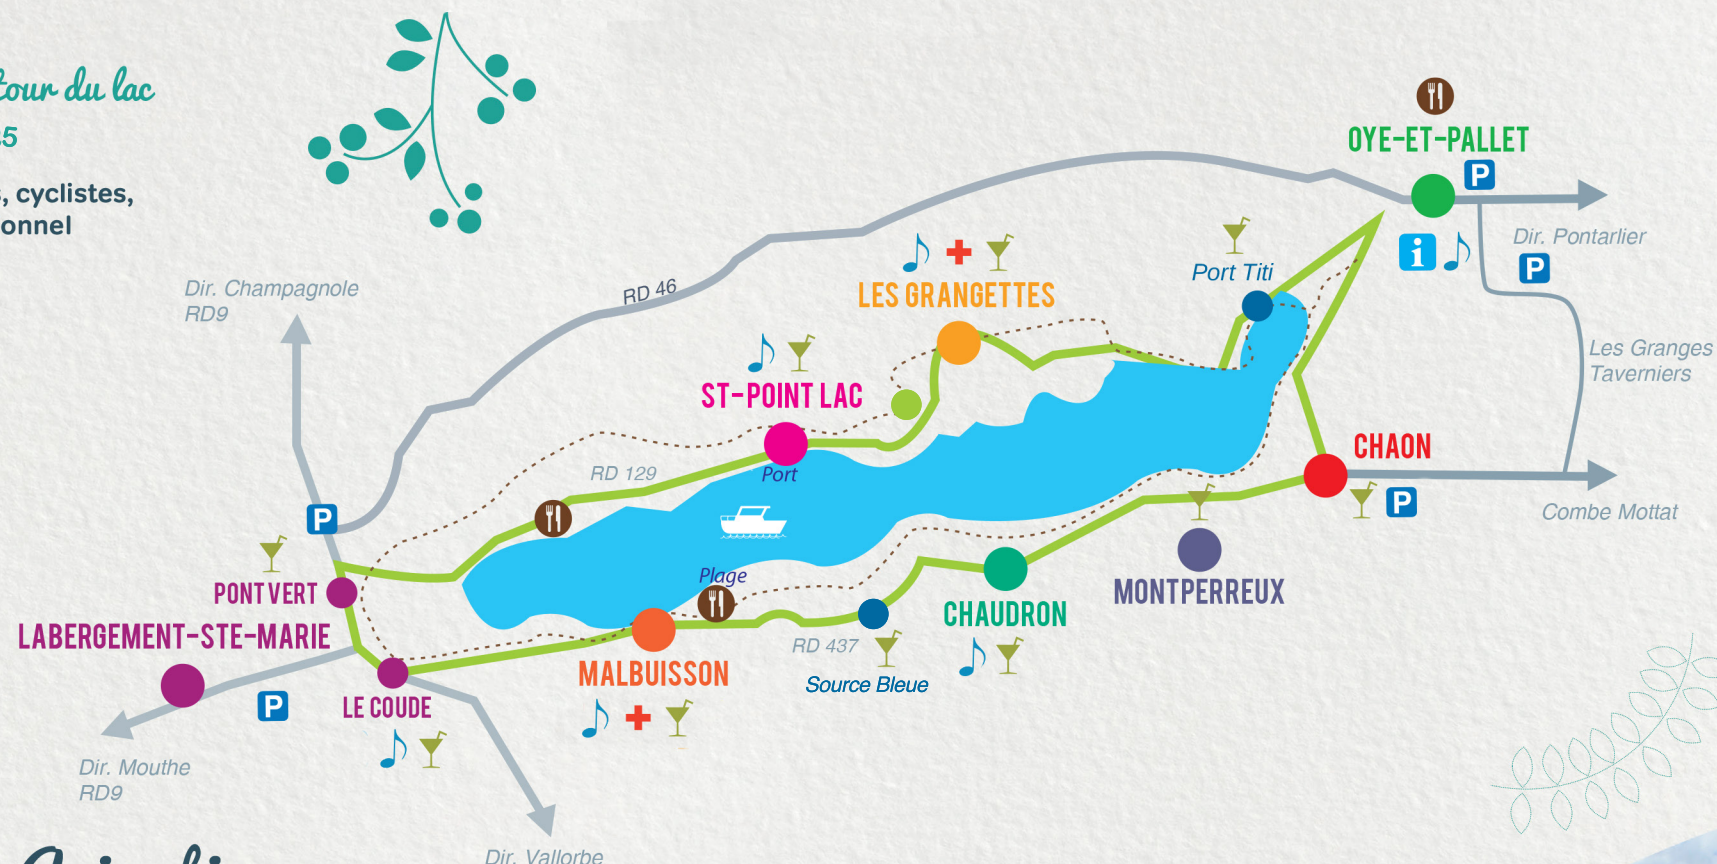 tour du lac
5
, cyclistes,
onnel
OYE-ET-PALLET
P
i
Dir. Pontarlier
P
Port Titi
RD 46
Dir. Champagnole
RD9
LES GRANGETTES
Les Granges
Taverniers
ST-POINT LAC
CHAON
RD 129
Port
P
Combe Mottat
P
Plage
PONT VERT
MONTPERREUX
CHAUDRON
LABERGEMENT-STE-MARIE
RD 437
MALBUISSON
Source Bleue
P
LE COUDE
Dir. Mouthe
RD9
Dir. Vallorbe